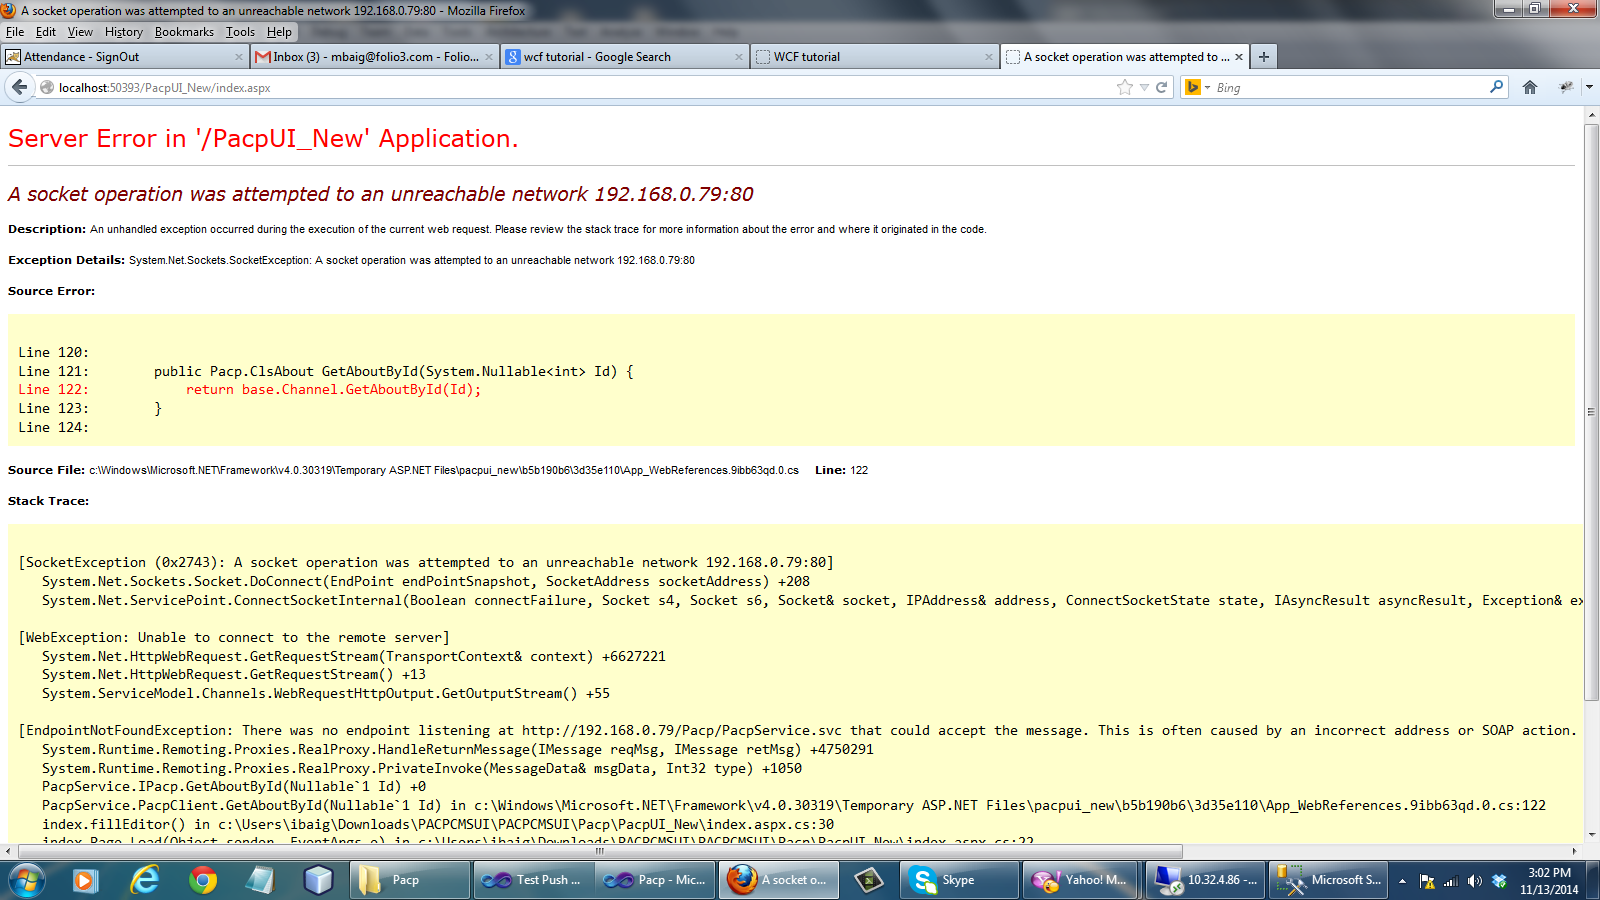 A socket operation was attempted to an unreachable network 192.168.0.79:80 - Mozilla Firefox
File Edit View History Bookmarks Tools Help
Attendance - SignOut
Inbox (3) - mbaig@folio3.com - Folio...
wcf tutorial - Google Search
WCF tutorial
A socket operation was attempted to ...
localhost:50393/PacpUI_New/index.aspx
Bing
Server Error in '/PacpUI_New' Application.
A socket operation was attempted to an unreachable network 192.168.0.79:80
Description: An unhandled exception occurred during the execution of the current web request. Please review the stack trace for more information about the error and where it originated in the code.
Exception Details: System.Net.Sockets.SocketException: A socket operation was attempted to an unreachable network 192.168.0.79:80
Source Error:
Line 120:
Line 121:        public Pacp.ClsAbout GetAboutById(System.Nullable<int> Id) {
Line 122:            return base.Channel.GetAboutById(Id);
Line 123:        }
Line 124:
Source File: c:\Windows\Microsoft.NET\Framework\v4.0.30319\Temporary ASP.NET Files\pacpui_new\b5b190b6\3d35e110\App_WebReferences.9ibb63qd.0.cs    Line: 122
Stack Trace:
[SocketException (0x2743): A socket operation was attempted to an unreachable network 192.168.0.79:80]
System.Net.Sockets.Socket.DoConnect(EndPoint endPointSnapshot, SocketAddress socketAddress) +208
System.Net.ServicePoint.ConnectSocketInternal(Boolean connectFailure, Socket s4, Socket s6, Socket& socket, IPAddress& address, ConnectSocketState state, IAsyncResult asyncResult, Exception& ex
[WebException: Unable to connect to the remote server]
System.Net.HttpWebRequest.GetRequestStream(TransportContext& context) +6627221
System.Net.HttpWebRequest.GetRequestStream() +13
System.ServiceModel.Channels.WebRequestHttpOutput.GetOutputStream() +55
[EndpointNotFoundException: There was no endpoint listening at http://192.168.0.79/Pacp/PacpService.svc that could accept the message. This is often caused by an incorrect address or SOAP action.
System.Runtime.Remoting.Proxies.RealProxy.HandleReturnMessage(IMessage reqMsg, IMessage retMsg) +4750291
System.Runtime.Remoting.Proxies.RealProxy.PrivateInvoke(MessageData& msgData, Int32 type) +1050
PacpService.IPacp.GetAboutById(Nullable`1 Id) +0
PacpService.PacpClient.GetAboutById(Nullable`1 Id) in c:\Windows\Microsoft.NET\Framework\v4.0.30319\Temporary ASP.NET Files\pacpui_new\b5b190b6\3d35e110\App_WebReferences.9ibb63qd.0.cs:122
index.fillEditor() in c:\Users\ibaig\Downloads\PACPCMSUI\PACPCMSUI\Pacp\PacpUI_New\index.aspx.cs:30
index.Page_Load(Object sender, EventArgs e) in c:\Users\ibaig\Downloads\PACPCMSUI\PACPCMSUI\Pacp\PacpUI_New\index.aspx.cs:22
Pacp
Test Push ...
Pacp - Mic...
A socket o...
Skype
Yahoo! M...
10.32.4.86 -...
Microsoft S...
3:02 PM
11/13/2014